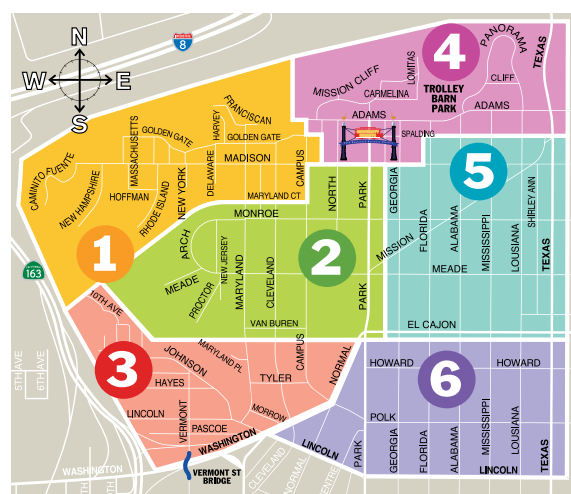 N
W
E
S
INTERSTATE
8
163
1
CAMINITO FUENTE
NEW HAMPSHIRE
MASSACHUSETTS
GOLDEN GATE
HOFFMAN
RHODE ISLAND
NEW YORK
DELAWARE
HARVEY
FRANCISCAN
GOLDEN GATE
MADISON
CAMPUS
MARYLAND CT
4
MISSION CLIFF
CARMELINA
LOMITAS
TROLLEY
BARN
PARK
PANORAMA
CLIFF
TEXAS
ADAMS
ADAMS
SPALDING
2
MONROE
ARCH
MEADE
PROCTOR
NEW JERSEY
MARYLAND
CLEVELAND
NORTH
PARK
PARK
VAN BUREN
5
GEORGIA
MISSION
FLORIDA
ALABAMA
MISSISSIPPI
LOUISIANA
SHIRLEY ANN
TEXAS
MEADE
EL CAJON
3
10TH AVE
JOHNSON
HAYES
MARYLAND PL
TYLER
CAMPUS
NORMAL
LINCOLN
VERMONT
PASCOE
MORROW
WASHINGTON
6
HOWARD
HOWARD
POLK
LINCOLN
PARK
GEORGIA
FLORIDA
ALABAMA
MISSISSIPPI
LOUISIANA
TEXAS
LINCOLN
5TH AVE
6TH AVE
WASHINGTON
VERMONT ST
BRIDGE
CLEVELAND
NORMAL
CENTRE